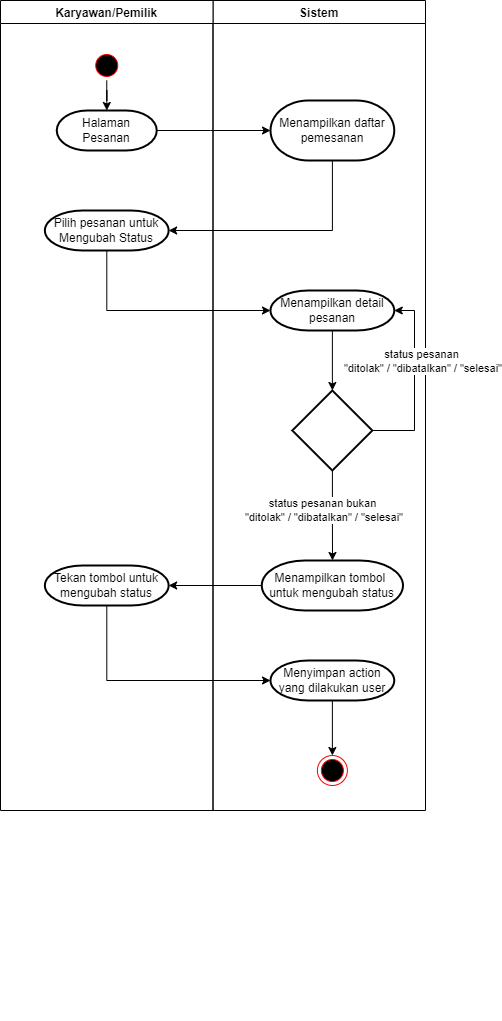 Karyawan/Pemilik
Sistem
Halaman
Pesanan
Menampilkan daftar
pemesanan
Pilih pesanan untuk
Mengubah Status
Menampilkan detail
pesanan
status pesanan
"ditolak" / "dibatalkan" / "selesai"
status pesanan bukan
"ditolak" / "dibatalkan" / "selesai"
Tekan tombol untuk
mengubah status
Menampilkan tombol
untuk mengubah status
Menyimpan action
yang dilakukan user